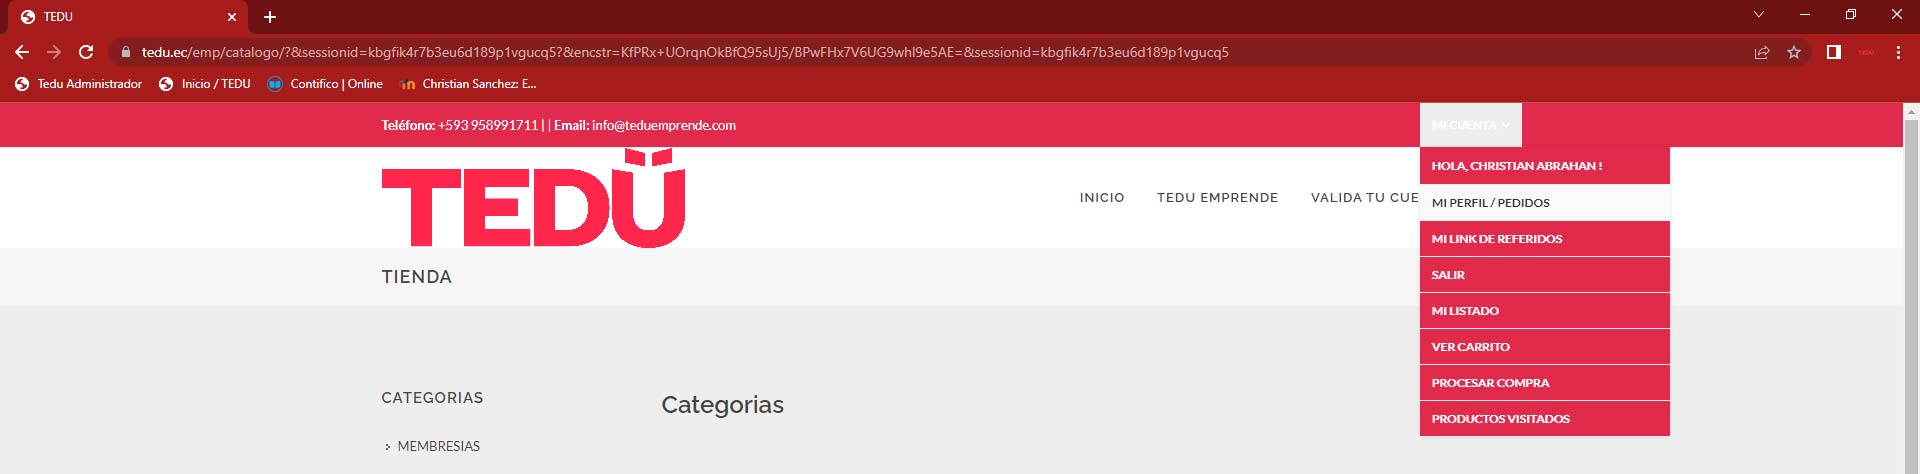 TEDU
tedu.ec/emp/catalogo/?&sessionid=kbgfik4r7b3eu6d189p1vgucq5?&encstr=KfPRx+UOrqnOkBfQ95sUj5/BPwFHx7V6UG9whI9e5AE=&sessionid=kbgfik4r7b3eu6d189p1vgucq5
Tedu Administrador
Inicio / TEDU
Contifico | Online
Christian Sanchez: E...
Teléfono: +593 958991711 | | Email: info@teduemprende.com
MI CUENTA
TEDÜ
INICIO
TEDU EMPRENDE
VALIDA TU CUE
HOLA, CHRISTIAN ABRAHAN !
MI PERFIL / PEDIDOS
MI LINK DE REFERIDOS
SALIR
MI LISTADO
VER CARRITO
PROCESAR COMPRA
PRODUCTOS VISITADOS
TIENDA
CATEGORIAS
MEMBRESIAS
Categorias